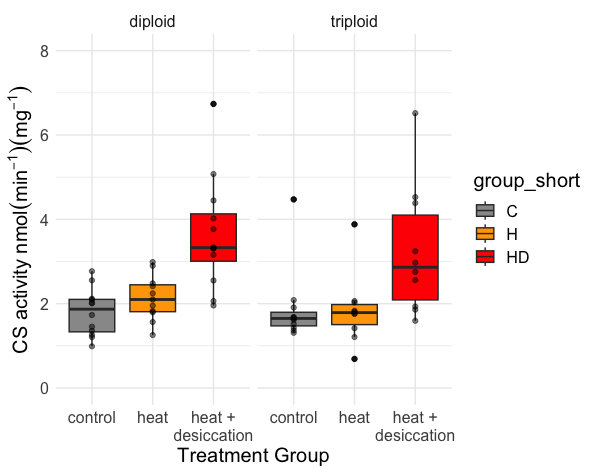 diploid triploid
8
6
4
2
0
CS activity nmol(min⁻¹)(mg⁻¹)
control heat heat + control heat heat +
desiccation desiccation
Treatment Group
group_short
C
H
HD